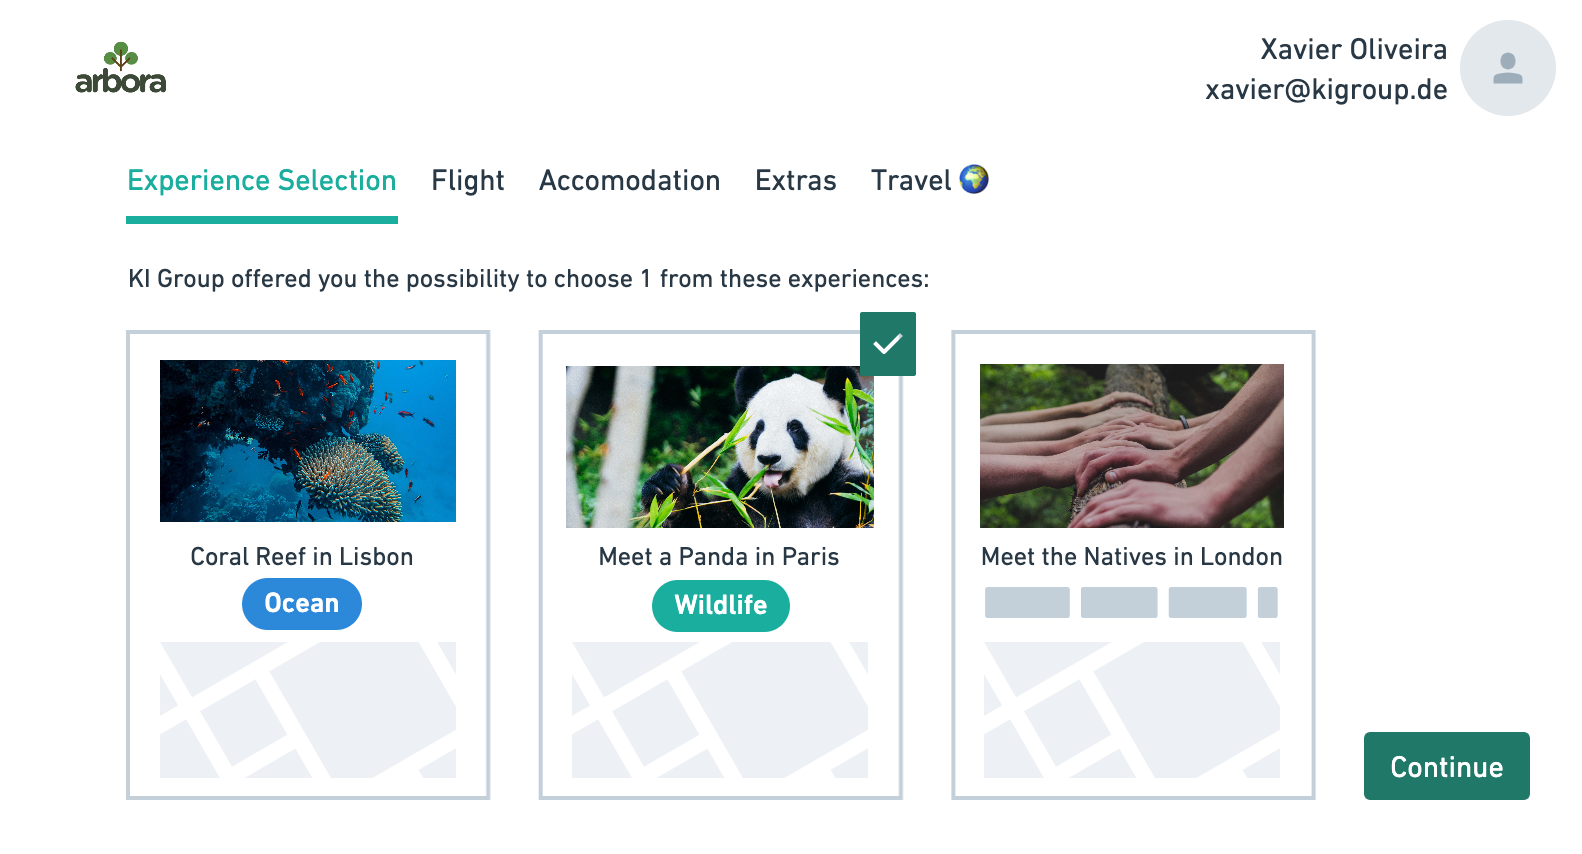 arbora
Xavier Oliveira
xavier@kigroup.de
Experience Selection Flight Accomodation Extras Travel 🌍
KI Group offered you the possibility to choose 1 from these experiences:
Coral Reef in Lisbon
Ocean
Meet a Panda in Paris
Wildlife
Meet the Natives in London
Continue